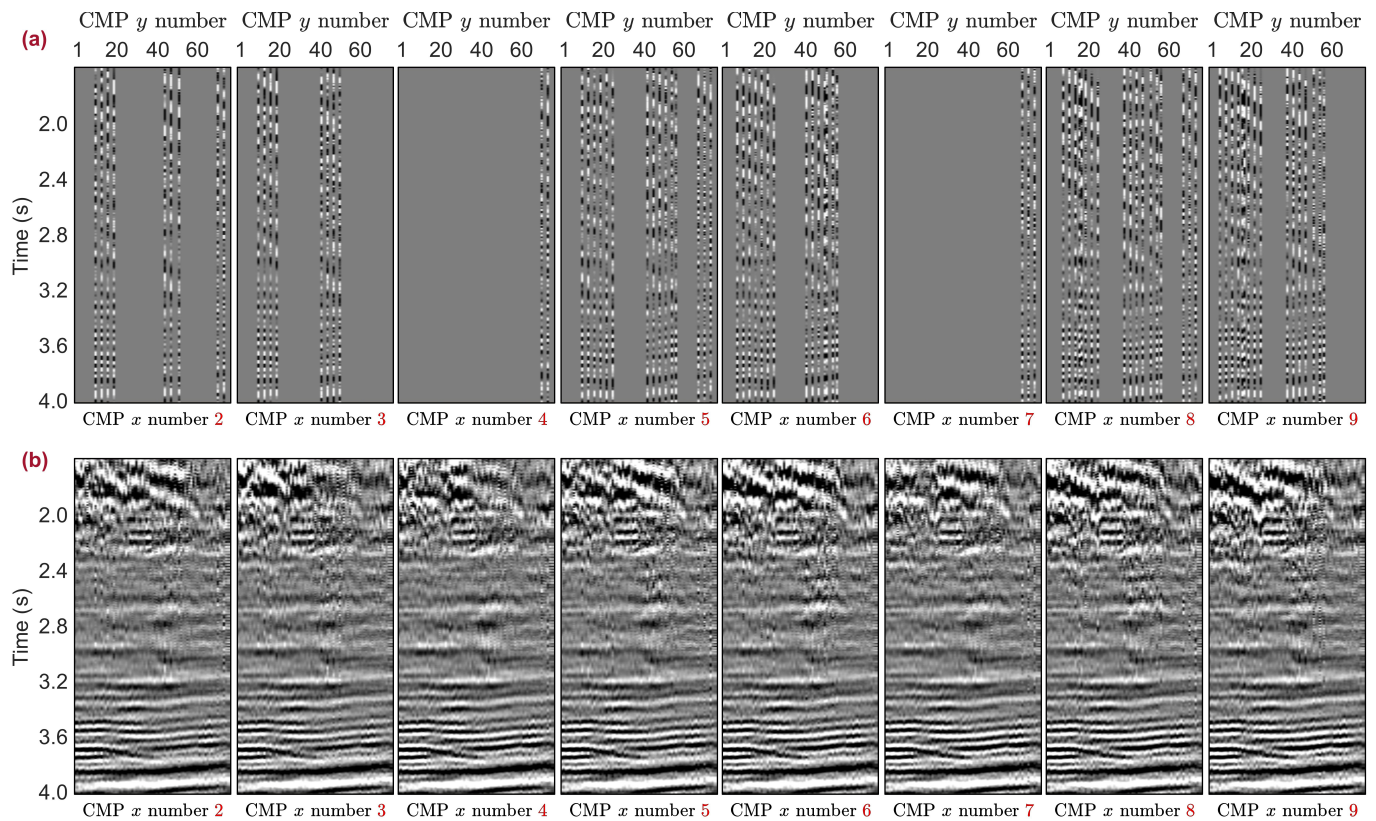 CMP y number CMP y number CMP y number CMP y number CMP y number CMP y number CMP y number CMP y number
(a)
1 20 40 60 1 20 40 60 1 20 40 60 1 20 40 60 1 20 40 60 1 20 40 60 1 20 40 60 1 20 40 60
2.0
2.4
2.8
Time (s)
3.2
3.6
4.0
CMP x number 2 CMP x number 3 CMP x number 4 CMP x number 5 CMP x number 6 CMP x number 7 CMP x number 8 CMP x number 9
(b)
2.0
2.4
2.8
Time (s)
3.2
3.6
4.0
CMP x number 2 CMP x number 3 CMP x number 4 CMP x number 5 CMP x number 6 CMP x number 7 CMP x number 8 CMP x number 9